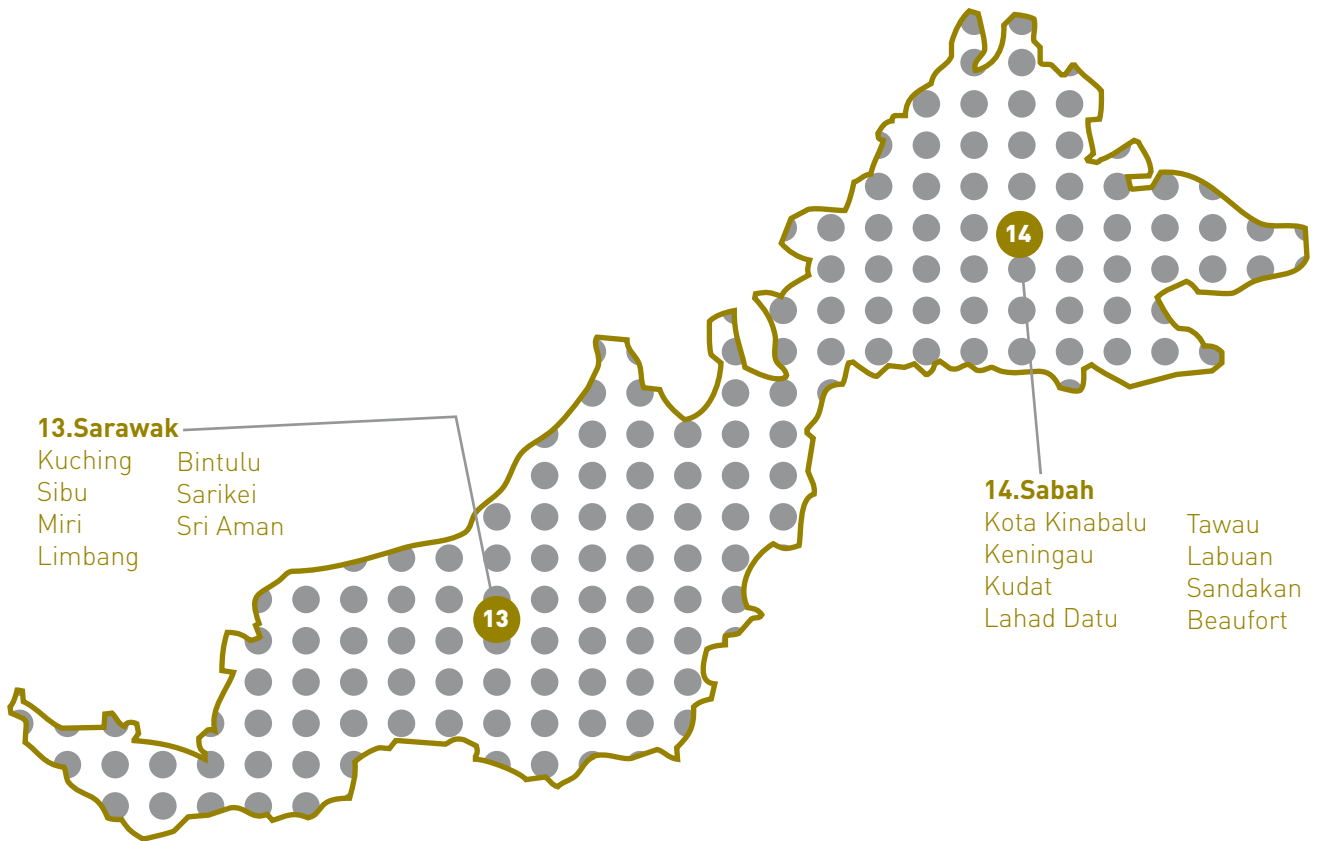 14
13.Sarawak
Kuching
Sibu
Miri
Limbang
Bintulu
Sarikei
Sri Aman
14.Sabah
Kota Kinabalu
Keningau
Kudat
Lahad Datu
Tawau
Labuan
Sandakan
Beaufort
13